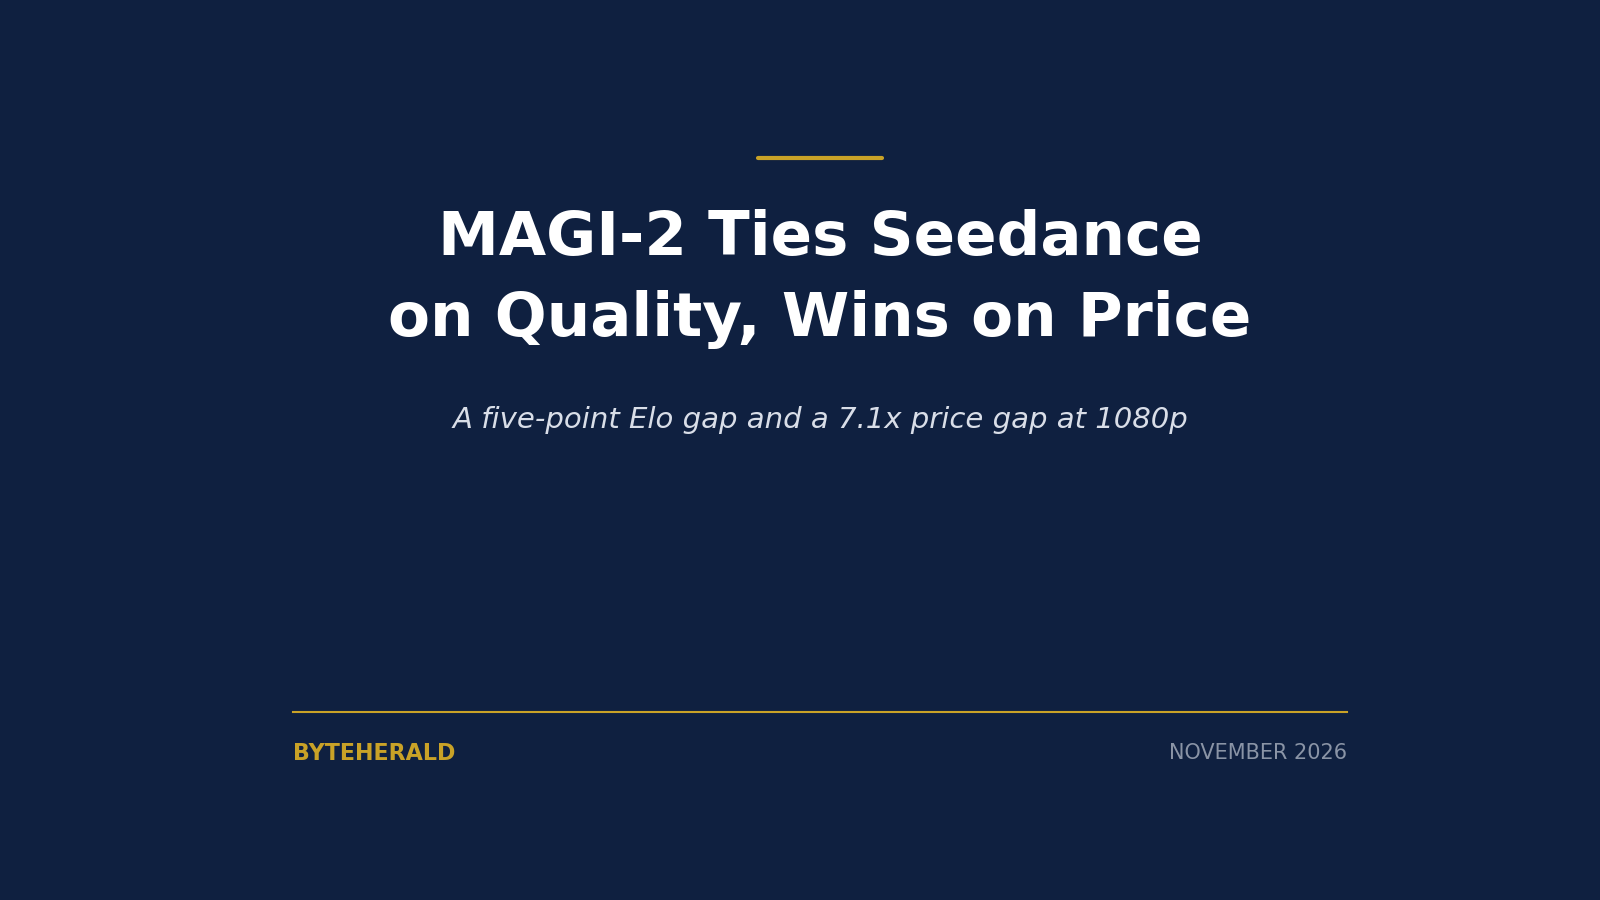 MAGI-2 Ties Seedance
on Quality, Wins on Price
A five-point Elo gap and a 7.1x price gap at 1080p
BYTEHERALD
NOVEMBER 2026